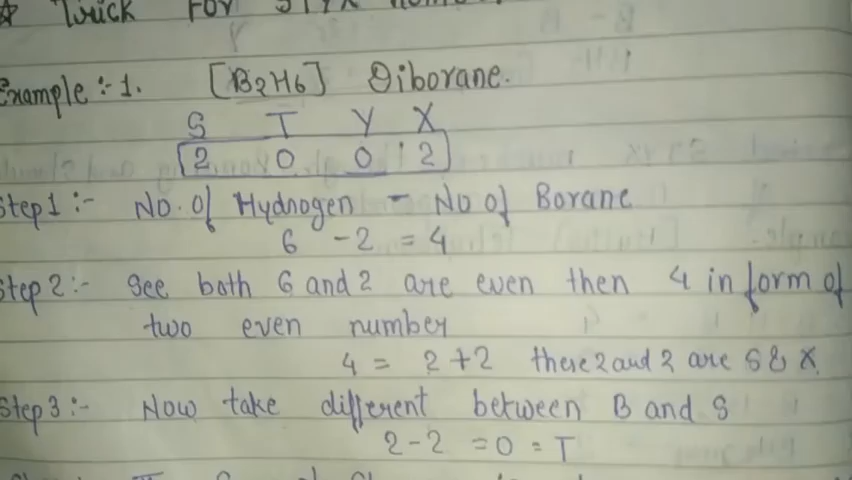 ☆ Trick For STYX
Example :- 1. [B2H6] Diborane.
S T Y X
2 0 0 2
Step 1 :- No. of Hydrogen - No of Borane
6 - 2 = 4
Step 2 :- See both 6 and 2 are even then 4 in form of
two even number
4 = 2+2 these 2 and 2 are S & X
Step 3 :- Now take different between B and S
2 - 2 = 0 = T